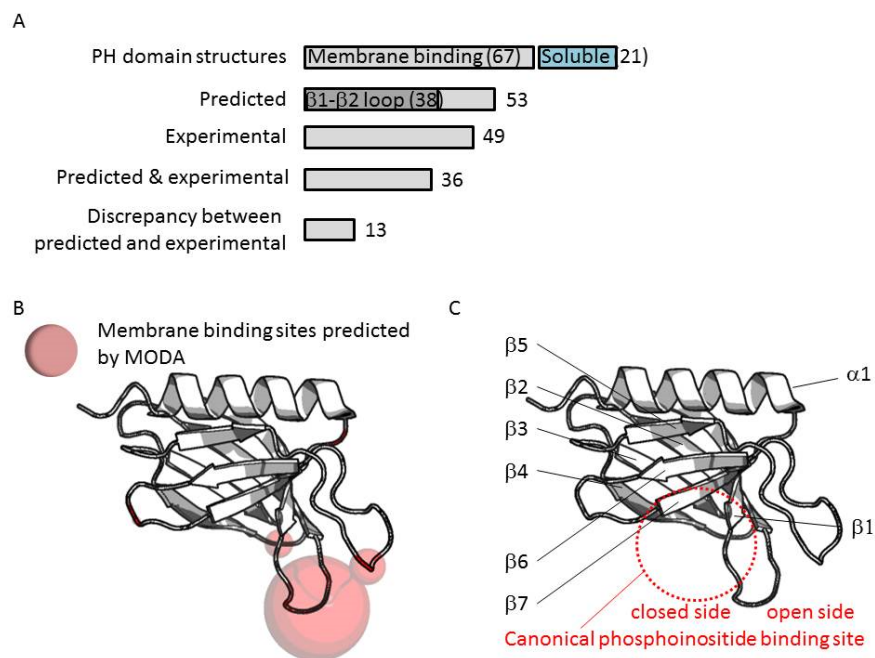 A
PH domain structures
Membrane binding (67)
Soluble 21)
Predicted
β1-β2 loop (38)
53
Experimental
49
Predicted & experimental
36
Discrepancy between
predicted and experimental
13
B
Membrane binding sites predicted
by MODA
C
β5
β2
β3
β4
β6
β7
α1
β1
closed side
open side
Canonical phosphoinositide binding site